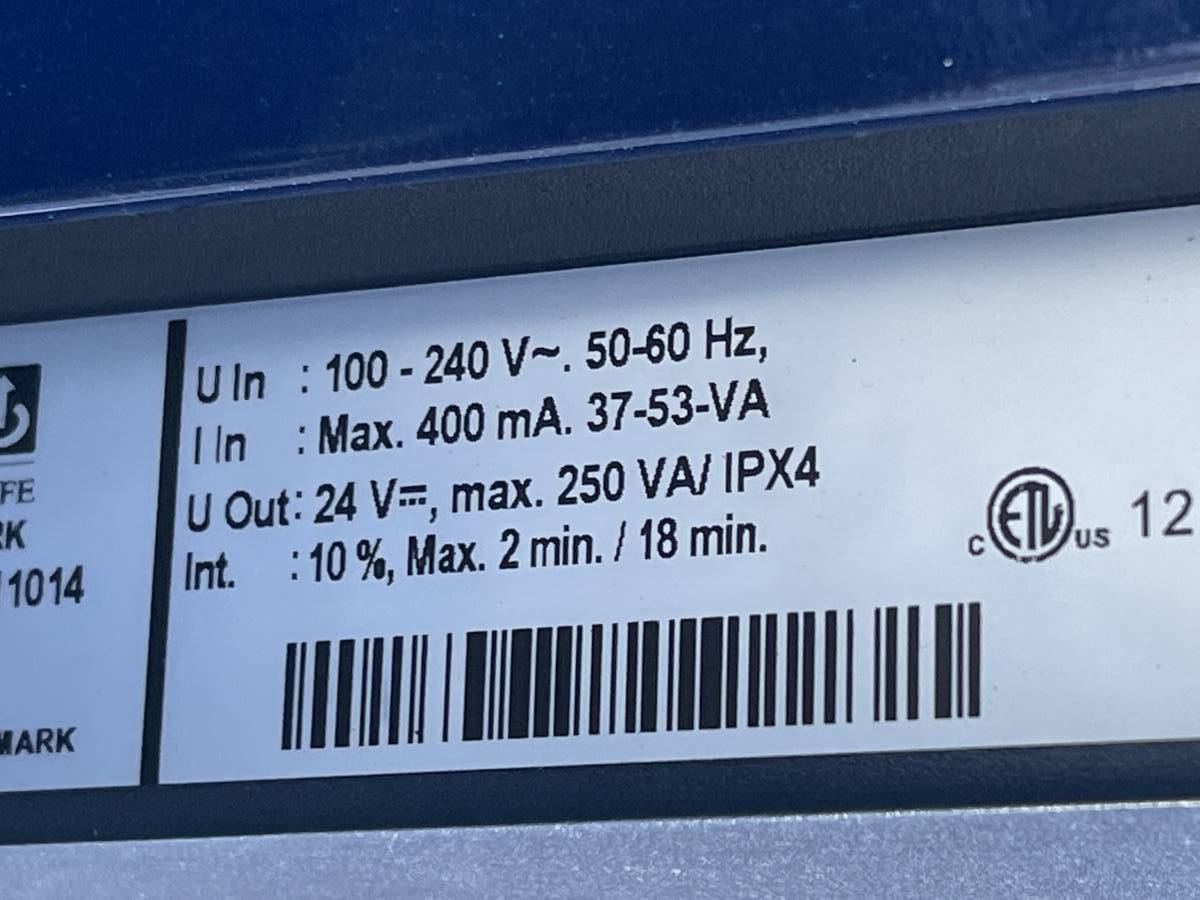 FE
RK
11014
MARK
U In : 100 - 240 V~. 50-60 Hz,
I In : Max. 400 mA. 37-53-VA
U Out: 24 V⎓, max. 250 VA/ IPX4
Int. : 10 %, Max. 2 min. / 18 min.
c ETL us 12